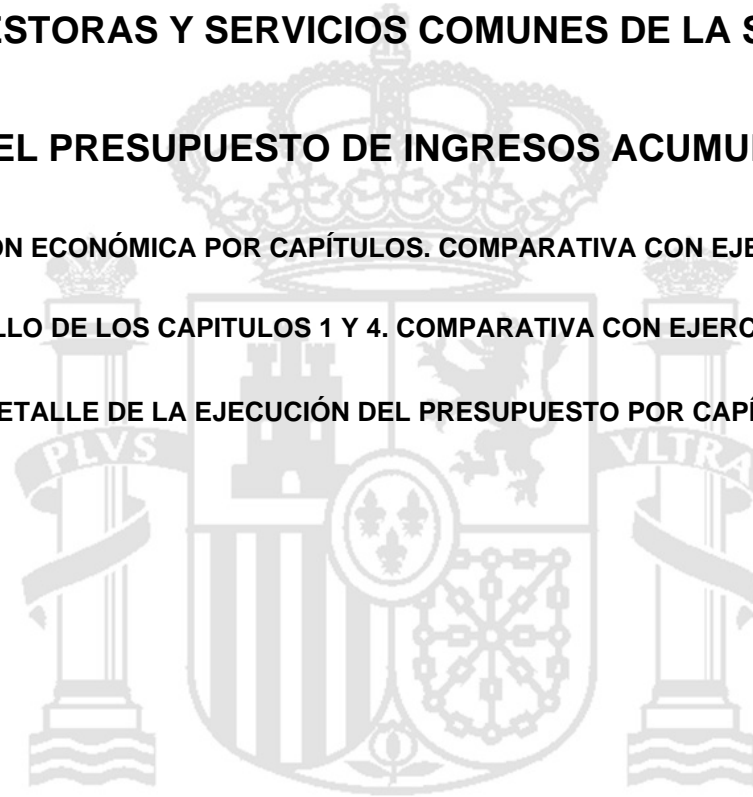 ESTORAS Y SERVICIOS COMUNES DE LA S
EL PRESUPUESTO DE INGRESOS ACUMU
ÓN ECONÓMICA POR CAPÍTULOS. COMPARATIVA CON EJE
LLO DE LOS CAPITULOS 1 Y 4. COMPARATIVA CON EJERC
ETALLE DE LA EJECUCIÓN DEL PRESUPUESTO POR CAPÍ
PLVS
VLTRA